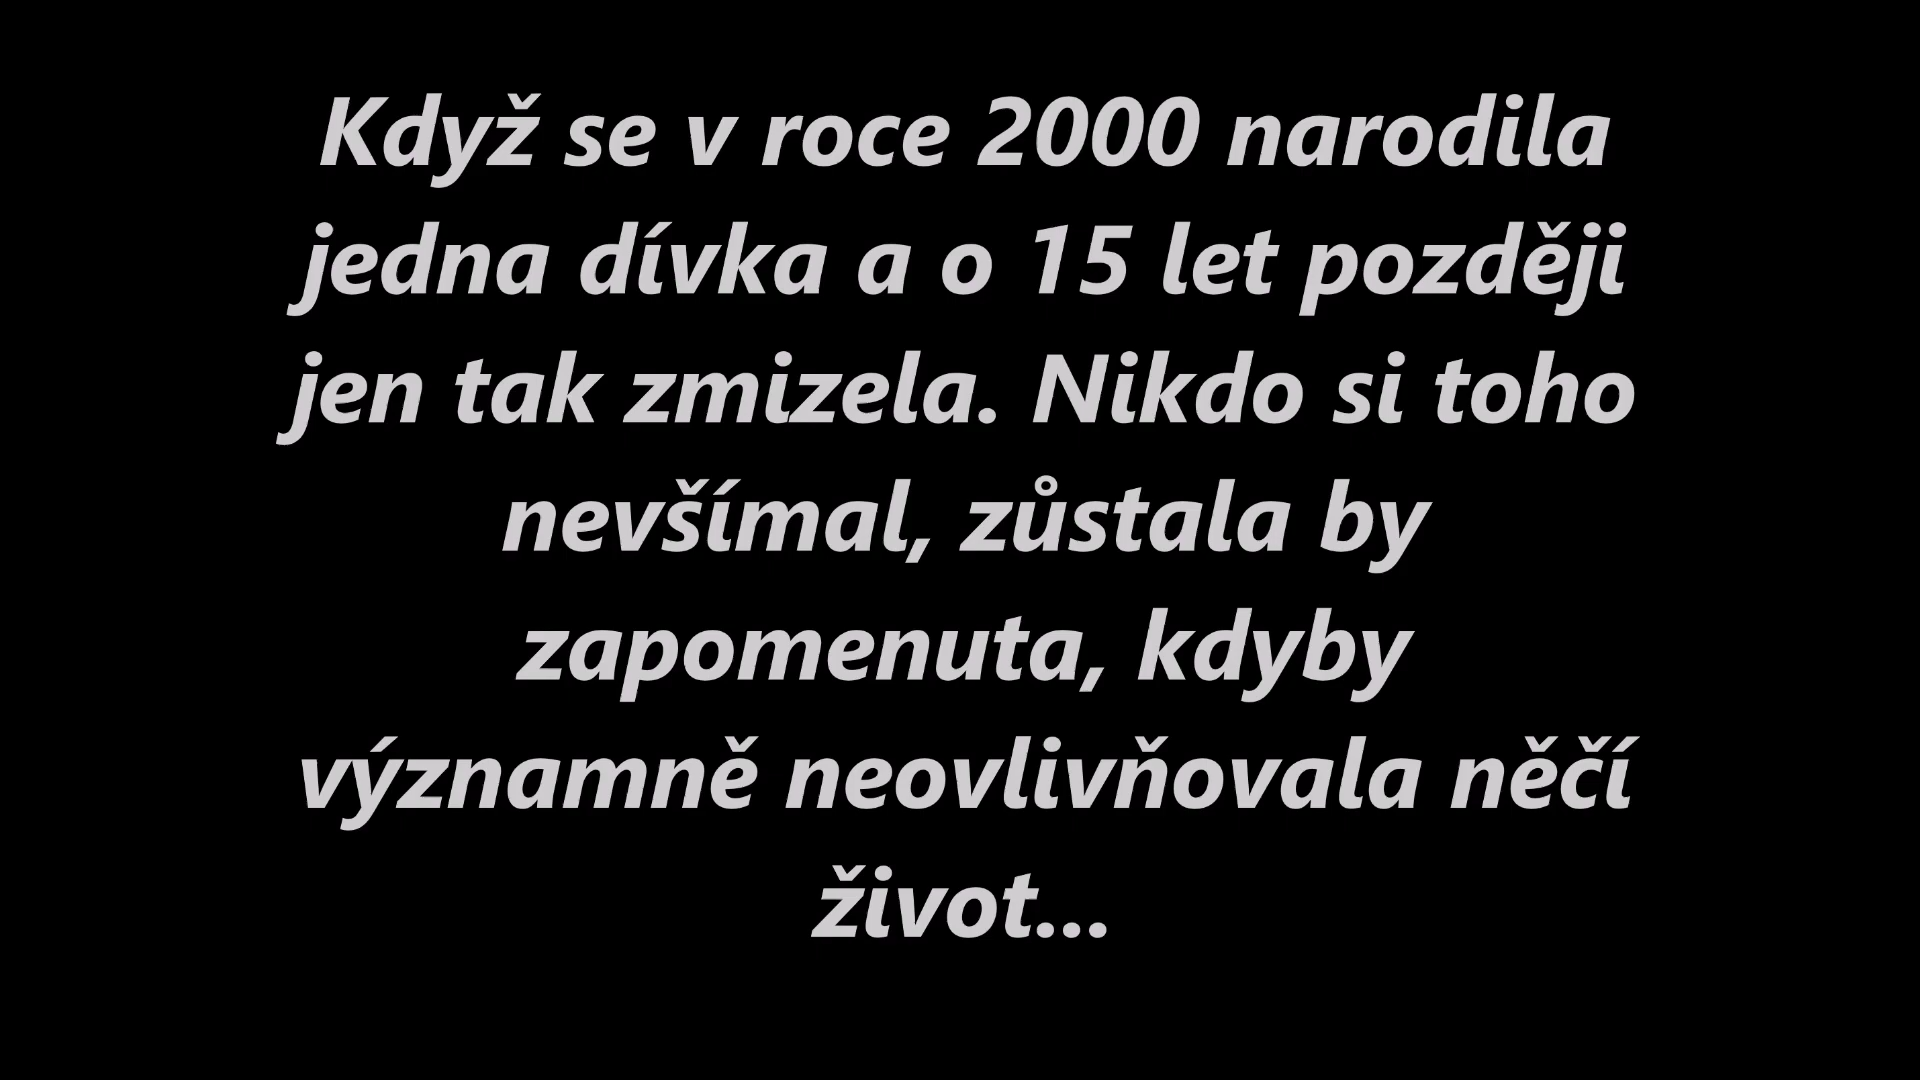 Když se v roce 2000 narodila
jedna dívka a o 15 let později
jen tak zmizela. Nikdo si toho
nevšímal, zůstala by
zapomenuta, kdyby
významně neovlivňovala něčí
život...